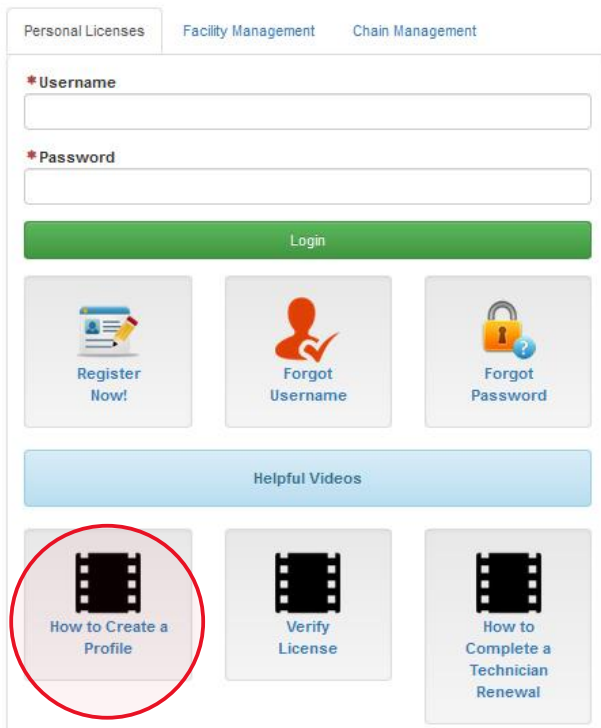 Personal Licenses Facility Management Chain Management
*Username
*Password
Login
Register
Now!
Forgot
Username
Forgot
Password
Helpful Videos
How to Create a
Profile
Verify
License
How to
Complete a
Technician
Renewal